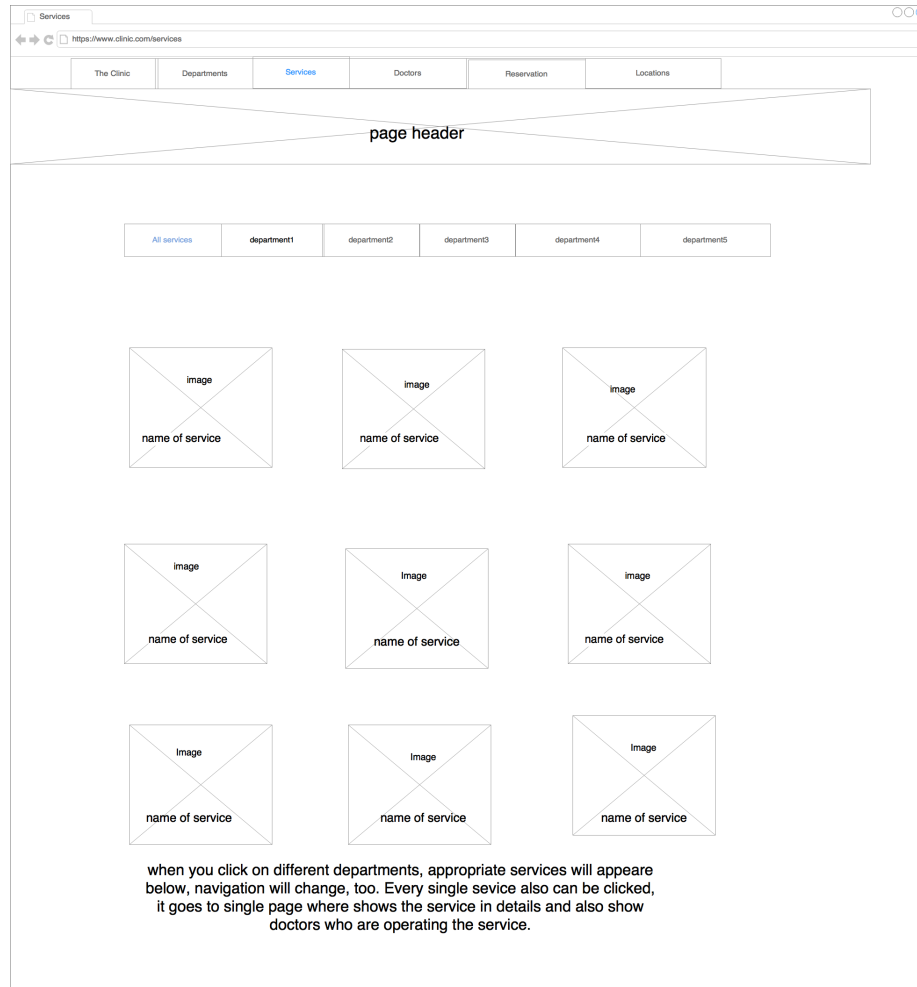 Services
https://www.clinic.com/services
The Clinic
Departments
Services
Doctors
Reservation
Locations
page header
All services
department1
department2
department3
department4
department5
image
name of service
image
name of service
image
name of service
image
name of service
Image
name of service
image
name of service
Image
name of service
Image
name of service
Image
name of service
when you click on different departments, appropriate services will appeare
below, navigation will change, too. Every single sevice also can be clicked,
it goes to single page where shows the service in details and also show
doctors who are operating the service.